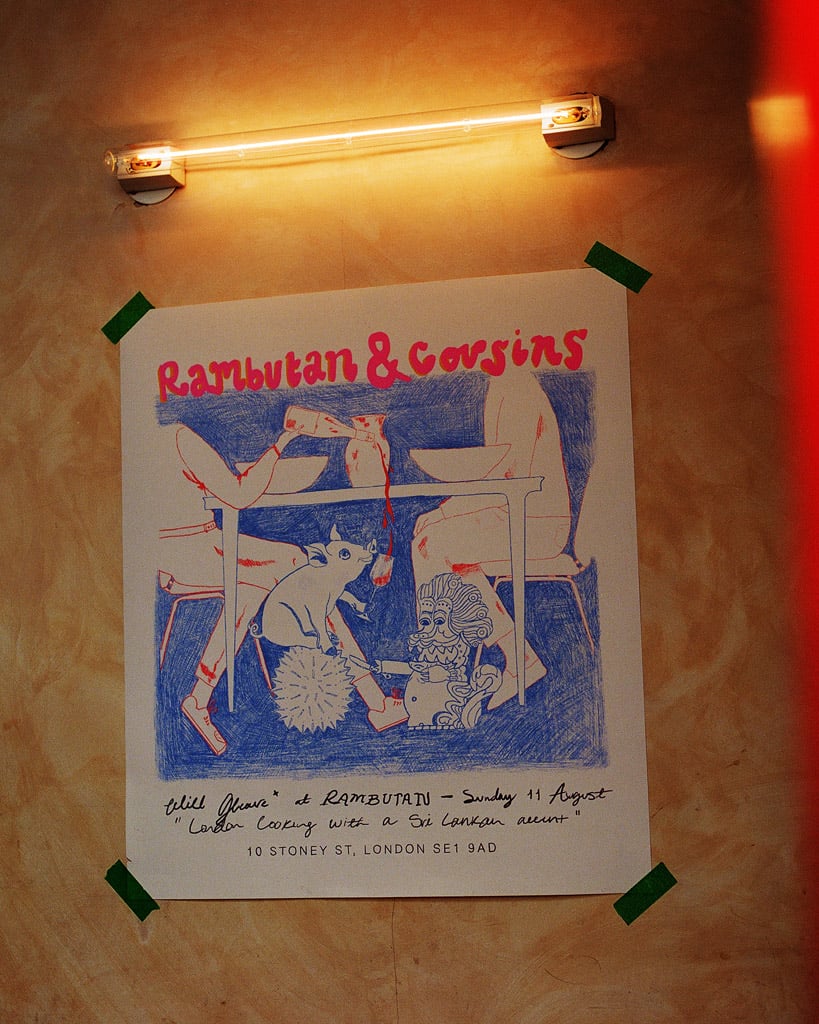 Rambutan & Cousins
Will Gleave* at RAMBUTAN – Sunday 11 August
"London Cooking with a Sri Lankan accent"
10 STONEY ST, LONDON SE1 9AD